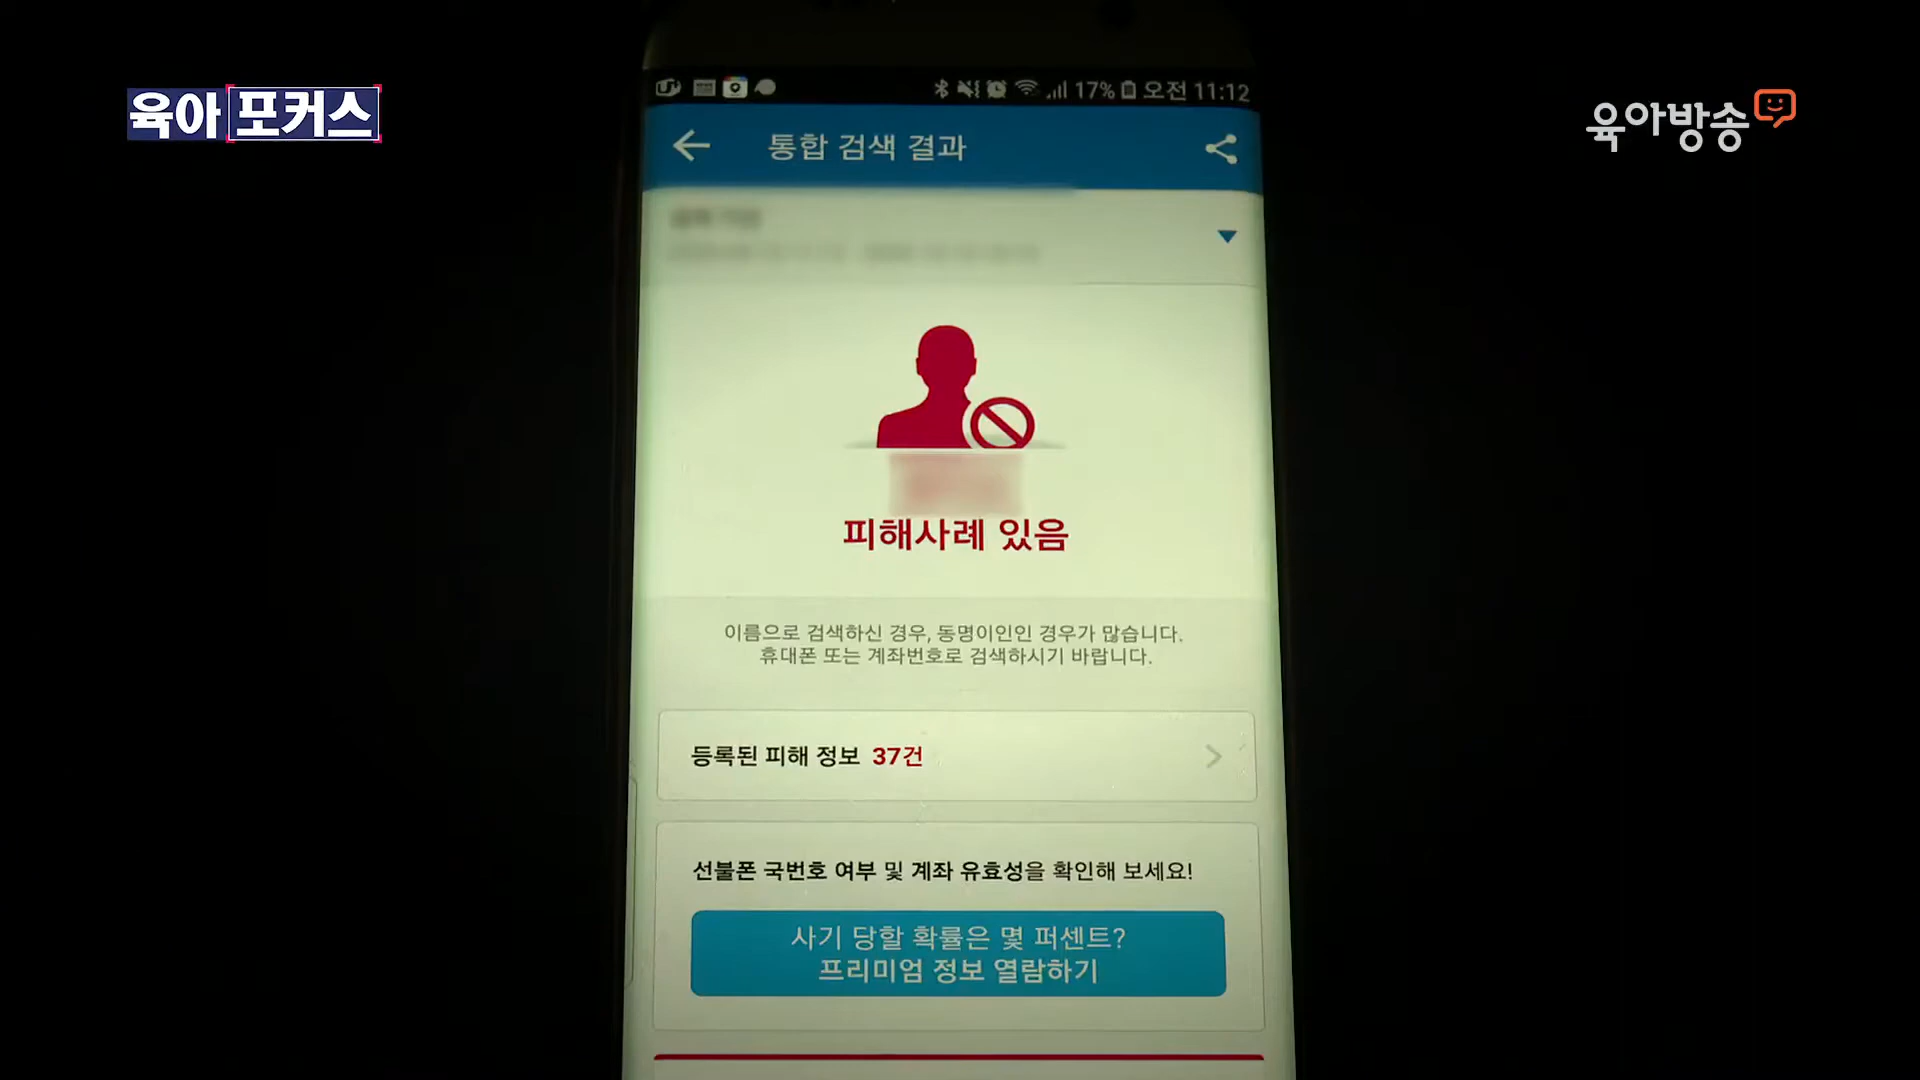 육아 포커스
육아방송
17% 오전 11:12
통합 검색 결과
피해사례 있음
이름으로 검색하신 경우, 동명이인인 경우가 많습니다.
휴대폰 또는 계좌번호로 검색하시기 바랍니다.
등록된 피해 정보 37건
선불폰 국번호 여부 및 계좌 유효성을 확인해 보세요!
사기 당할 확률은 몇 퍼센트?
프리미엄 정보 열람하기